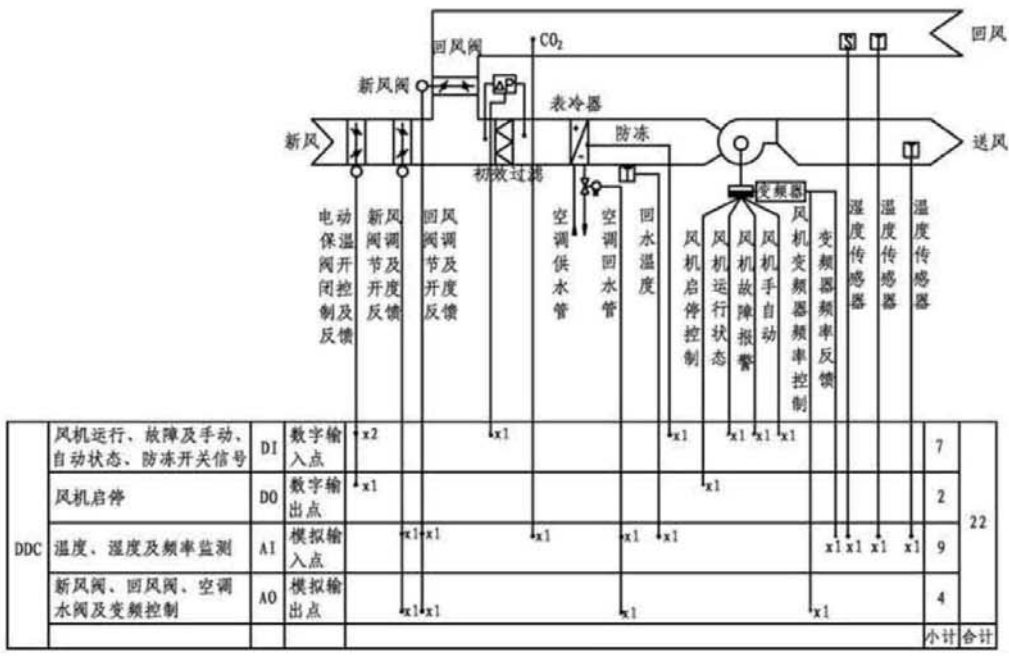 回风
CO₂
S
T
回风阀
新风阀
ΔP
表冷器
新风
防冻
送风
T
初效过滤
T
变频器
电动保温阀开闭控制及反馈
新风阀调节及开度反馈
回风阀调节及开度反馈
空调供水管
空调回水管
回水温度
风机启停控制
风机运行状态
风机故障报警
风机手自动
风机变频器频率控制
变频器频率反馈
湿度传感器
温度传感器
温度传感器
DDC
风机运行、故障及手动、
自动状态、防冻开关信号
DI
数字输
入点
x2
x1
x1
x1
x1
x1
7
风机启停
DO
数字输
出点
x1
x1
2
22
温度、湿度及频率监测
AI
模拟输
入点
x1
x1
x1
x1
x1
x1
x1
x1
x1
9
新风阀、回风阀、空调
水阀及变频控制
AO
模拟输
出点
x1
x1
x1
x1
4
小计
合计